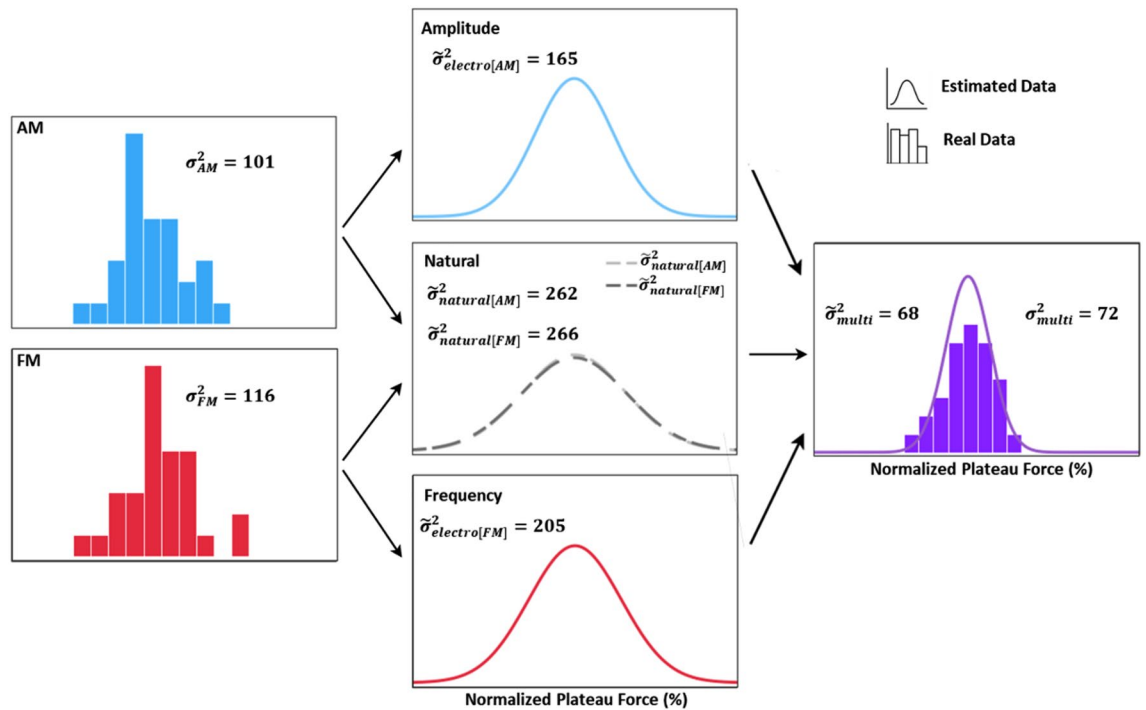 Amplitude
σ̃²electro[AM] = 165
Estimated Data
Real Data
AM
σ²AM = 101
Natural
σ̃²natural[AM]
σ̃²natural[FM]
σ̃²natural[AM] = 262
σ̃²natural[FM] = 266
σ̃²multi = 68
σ²multi = 72
FM
σ²FM = 116
Normalized Plateau Force (%)
Frequency
σ̃²electro[FM] = 205
Normalized Plateau Force (%)